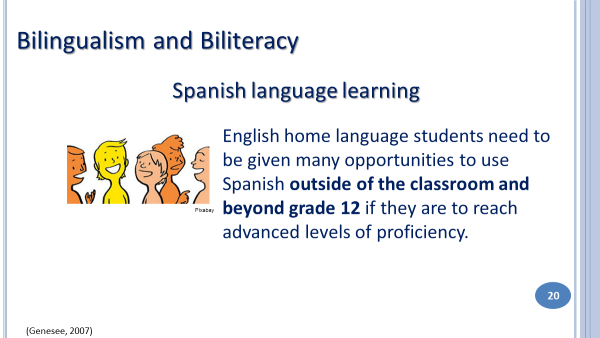 Bilingualism and Biliteracy
Spanish language learning
English home language students need to
be given many opportunities to use
Spanish outside of the classroom and
beyond grade 12 if they are to reach
advanced levels of proficiency.
Pixabay
20
(Genesee, 2007)